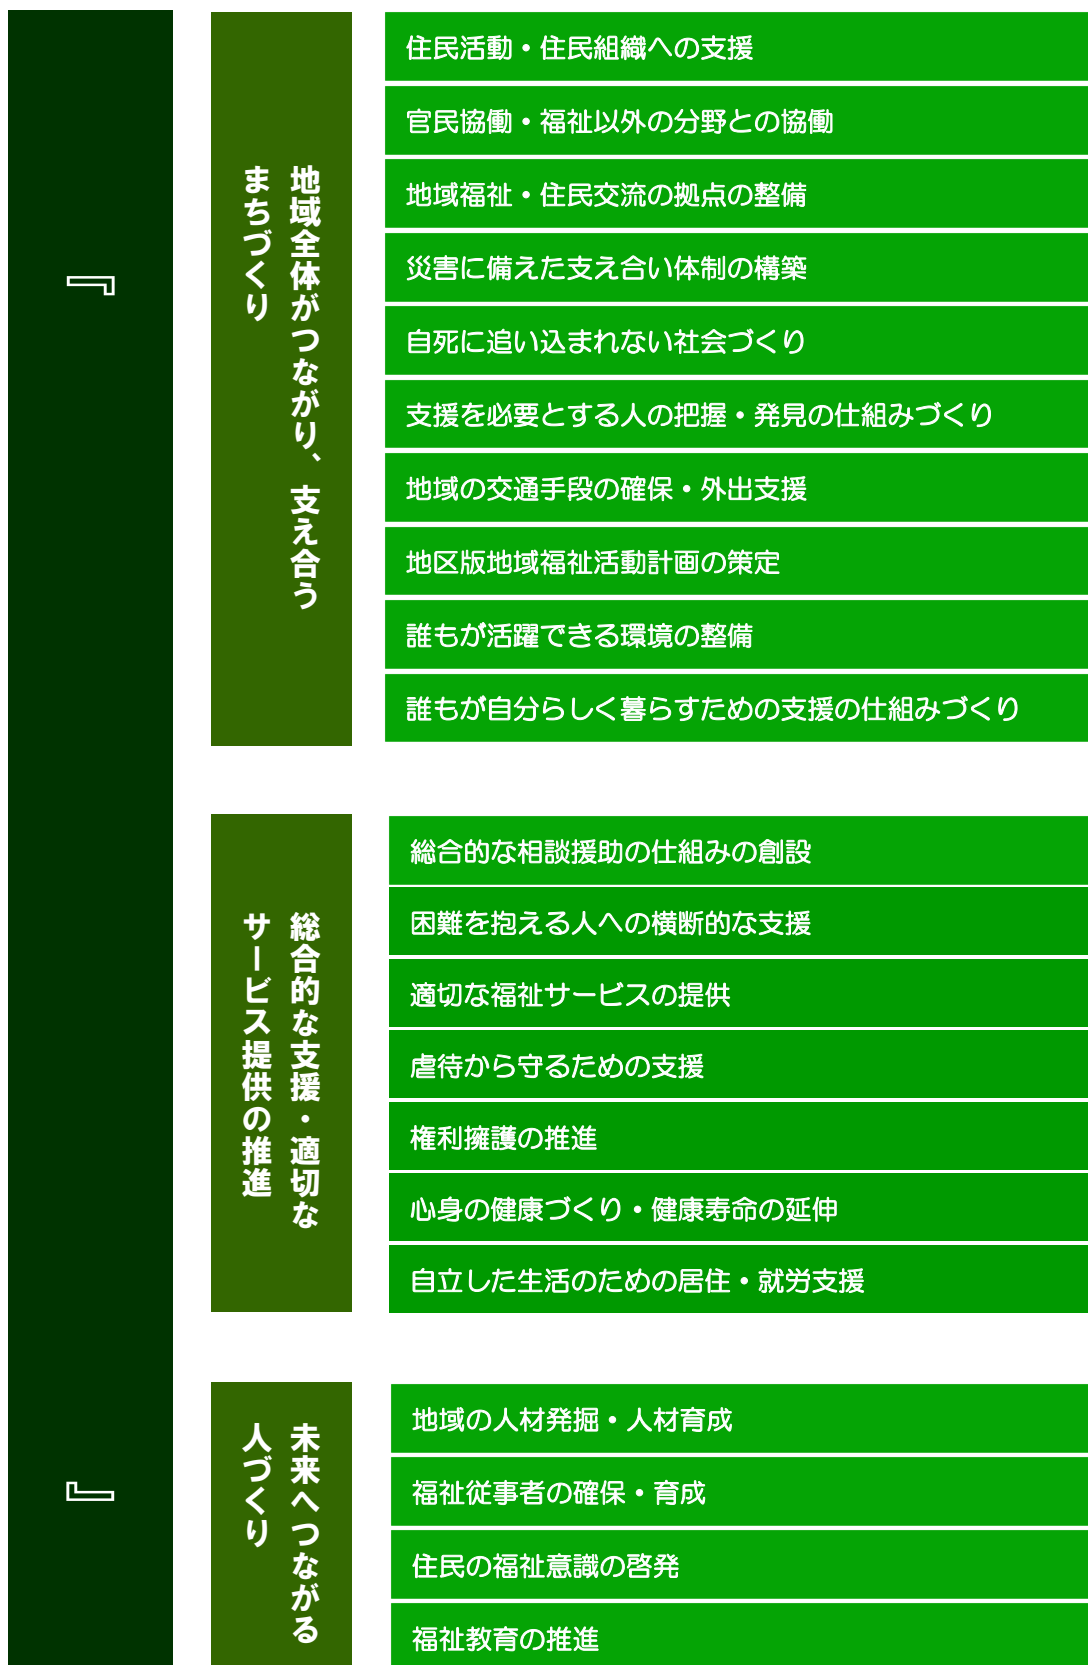 『
』
地域全体がつながり、支え合う
まちづくり
住民活動・住民組織への支援
官民協働・福祉以外の分野との協働
地域福祉・住民交流の拠点の整備
災害に備えた支え合い体制の構築
自死に追い込まれない社会づくり
支援を必要とする人の把握・発見の仕組みづくり
地域の交通手段の確保・外出支援
地区版地域福祉活動計画の策定
誰もが活躍できる環境の整備
誰もが自分らしく暮らすための支援の仕組みづくり
総合的な支援・適切な
サービス提供の推進
総合的な相談援助の仕組みの創設
困難を抱える人への横断的な支援
適切な福祉サービスの提供
虐待から守るための支援
権利擁護の推進
心身の健康づくり・健康寿命の延伸
自立した生活のための居住・就労支援
未来へつながる
人づくり
地域の人材発掘・人材育成
福祉従事者の確保・育成
住民の福祉意識の啓発
福祉教育の推進